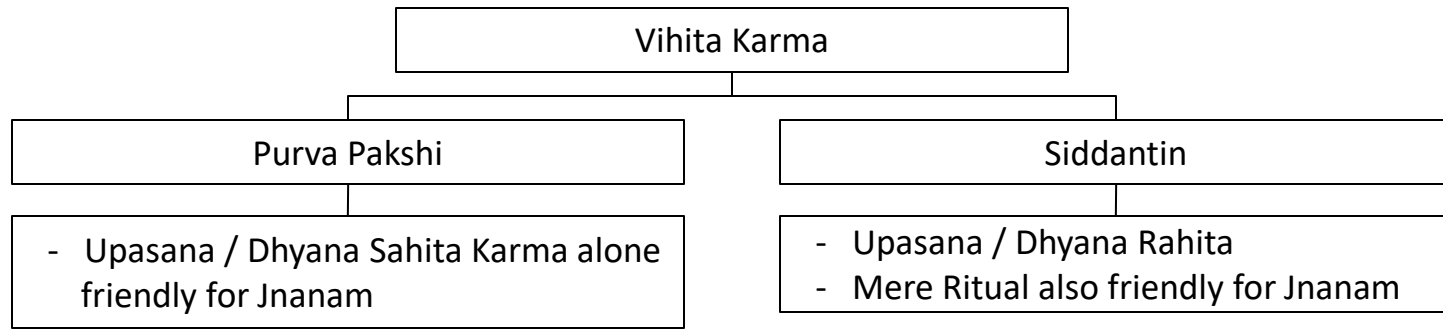 Vihita Karma
Purva Pakshi
Siddantin
- Upasana / Dhyana Sahita Karma alone
friendly for Jnanam
- Upasana / Dhyana Rahita
- Mere Ritual also friendly for Jnanam